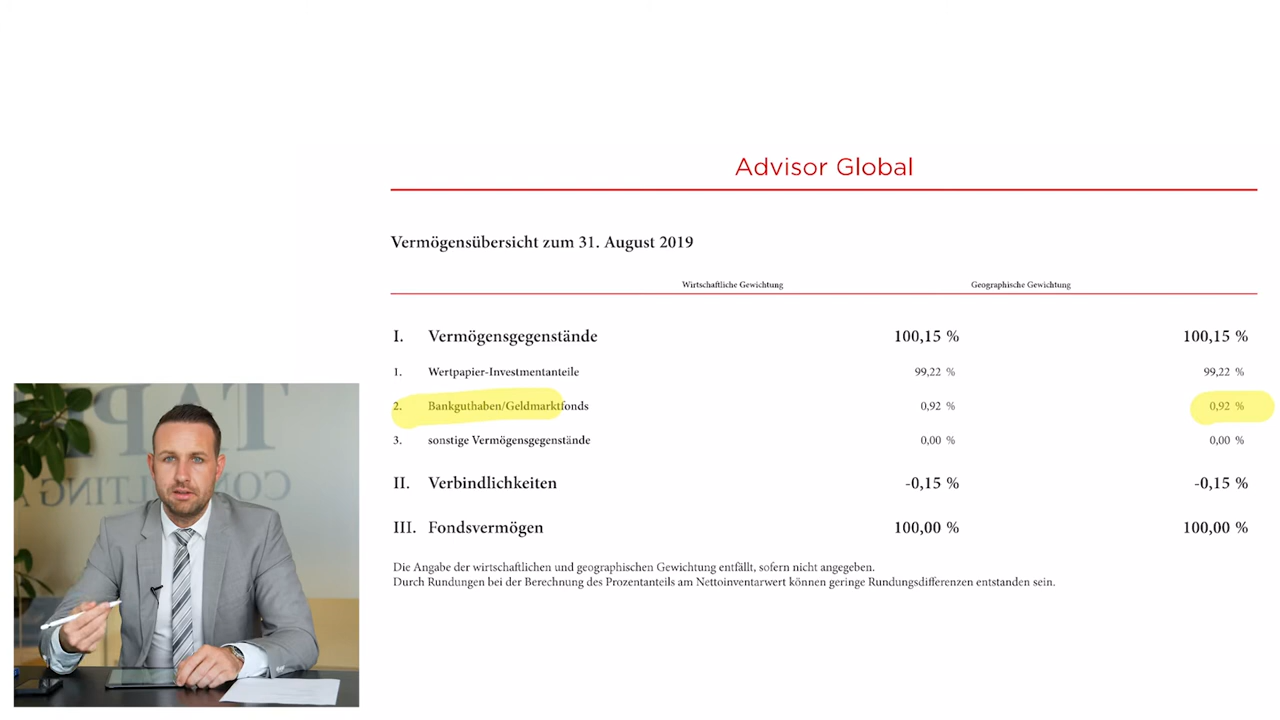 Advisor Global
Vermögensübersicht zum 31. August 2019
Wirtschaftliche Gewichtung Geographische Gewichtung
I. Vermögensgegenstände 100,15 % 100,15 %
1. Wertpapier-Investmentanteile 99,22 % 99,22 %
2. Bankguthaben/Geldmarktfonds 0,92 % 0,92 %
3. sonstige Vermögensgegenstände 0,00 % 0,00 %
II. Verbindlichkeiten -0,15 % -0,15 %
III. Fondsvermögen 100,00 % 100,00 %
Die Angabe der wirtschaftlichen und geographischen Gewichtung entfällt, sofern nicht angegeben.
Durch Rundungen bei der Berechnung des Prozentanteils am Nettoinventarwert können geringe Rundungsdifferenzen entstanden sein.